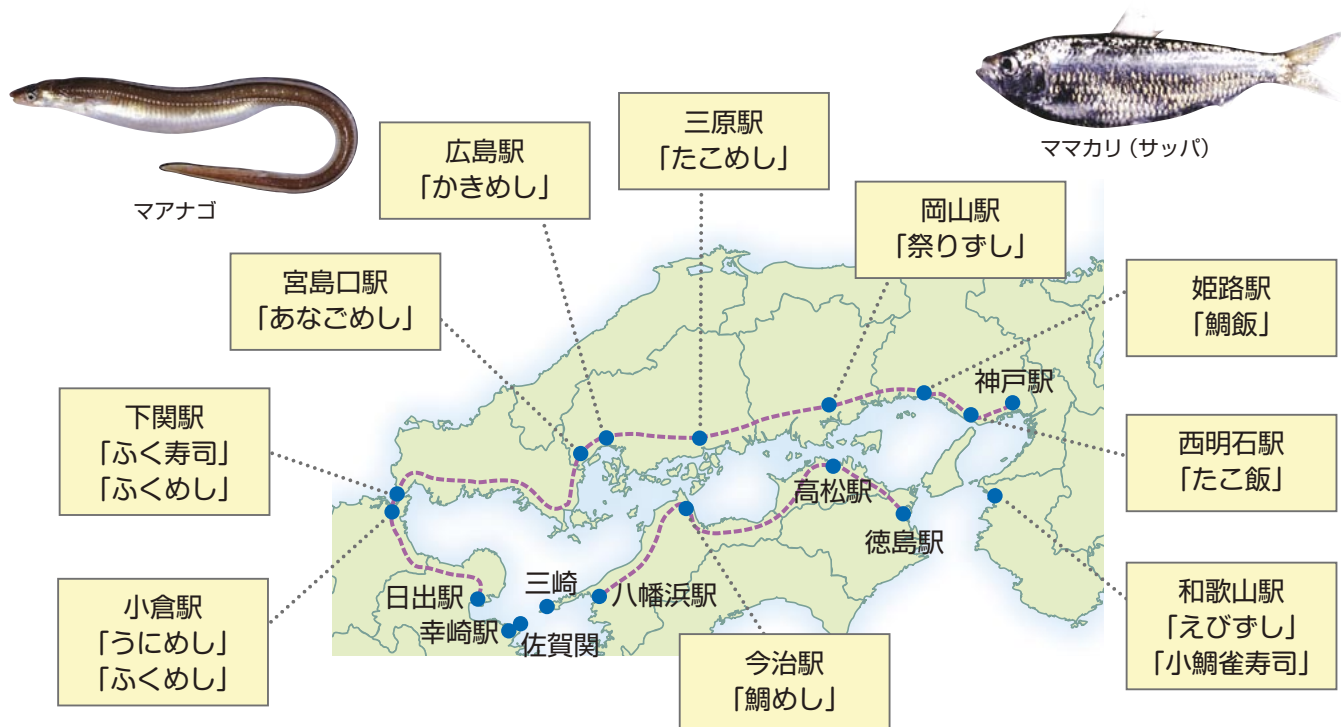 マアナゴ
ママカリ（サッパ）
三原駅
「たこめし」
広島駅
「かきめし」
岡山駅
「祭りずし」
宮島口駅
「あなごめし」
姫路駅
「鯛飯」
下関駅
「ふく寿司」
「ふくめし」
神戸駅
西明石駅
「たこ飯」
高松駅
徳島駅
小倉駅
「うにめし」
「ふくめし」
日出駅
幸崎駅
三崎
佐賀関
八幡浜駅
今治駅
「鯛めし」
和歌山駅
「えびずし」
「小鯛雀寿司」